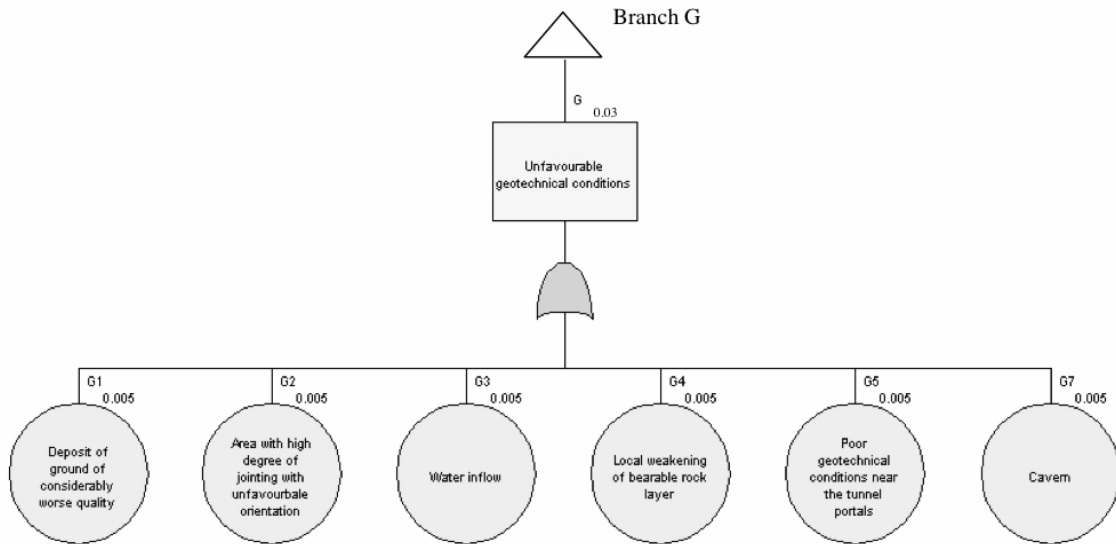 Branch G
G
0.03
Unfavourable
geotechnical conditions
G1
0.005
Deposit of
ground of
considerably
worse quality
G2
0.005
Area with high
degree of
jointing with
unfavourbale
orientation
G3
0.005
Water inflow
G4
0.005
Local weakening
of bearable rock
layer
G5
0.005
Poor
geotechnical
conditions near
the tunnel
portals
G7
0.005
Cavern